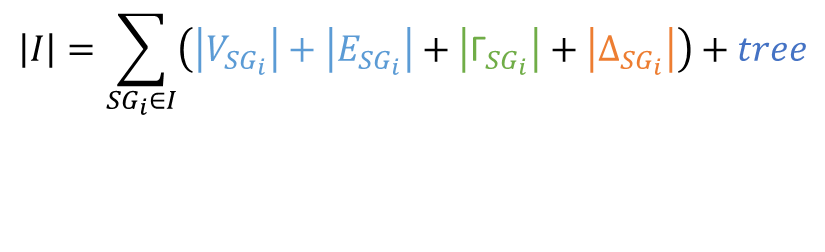 |I| = ∑_{SG_i∈I} (|V_{SG_i}| + |E_{SG_i}| + |Γ_{SG_i}| + |Δ_{SG_i}|) + tree